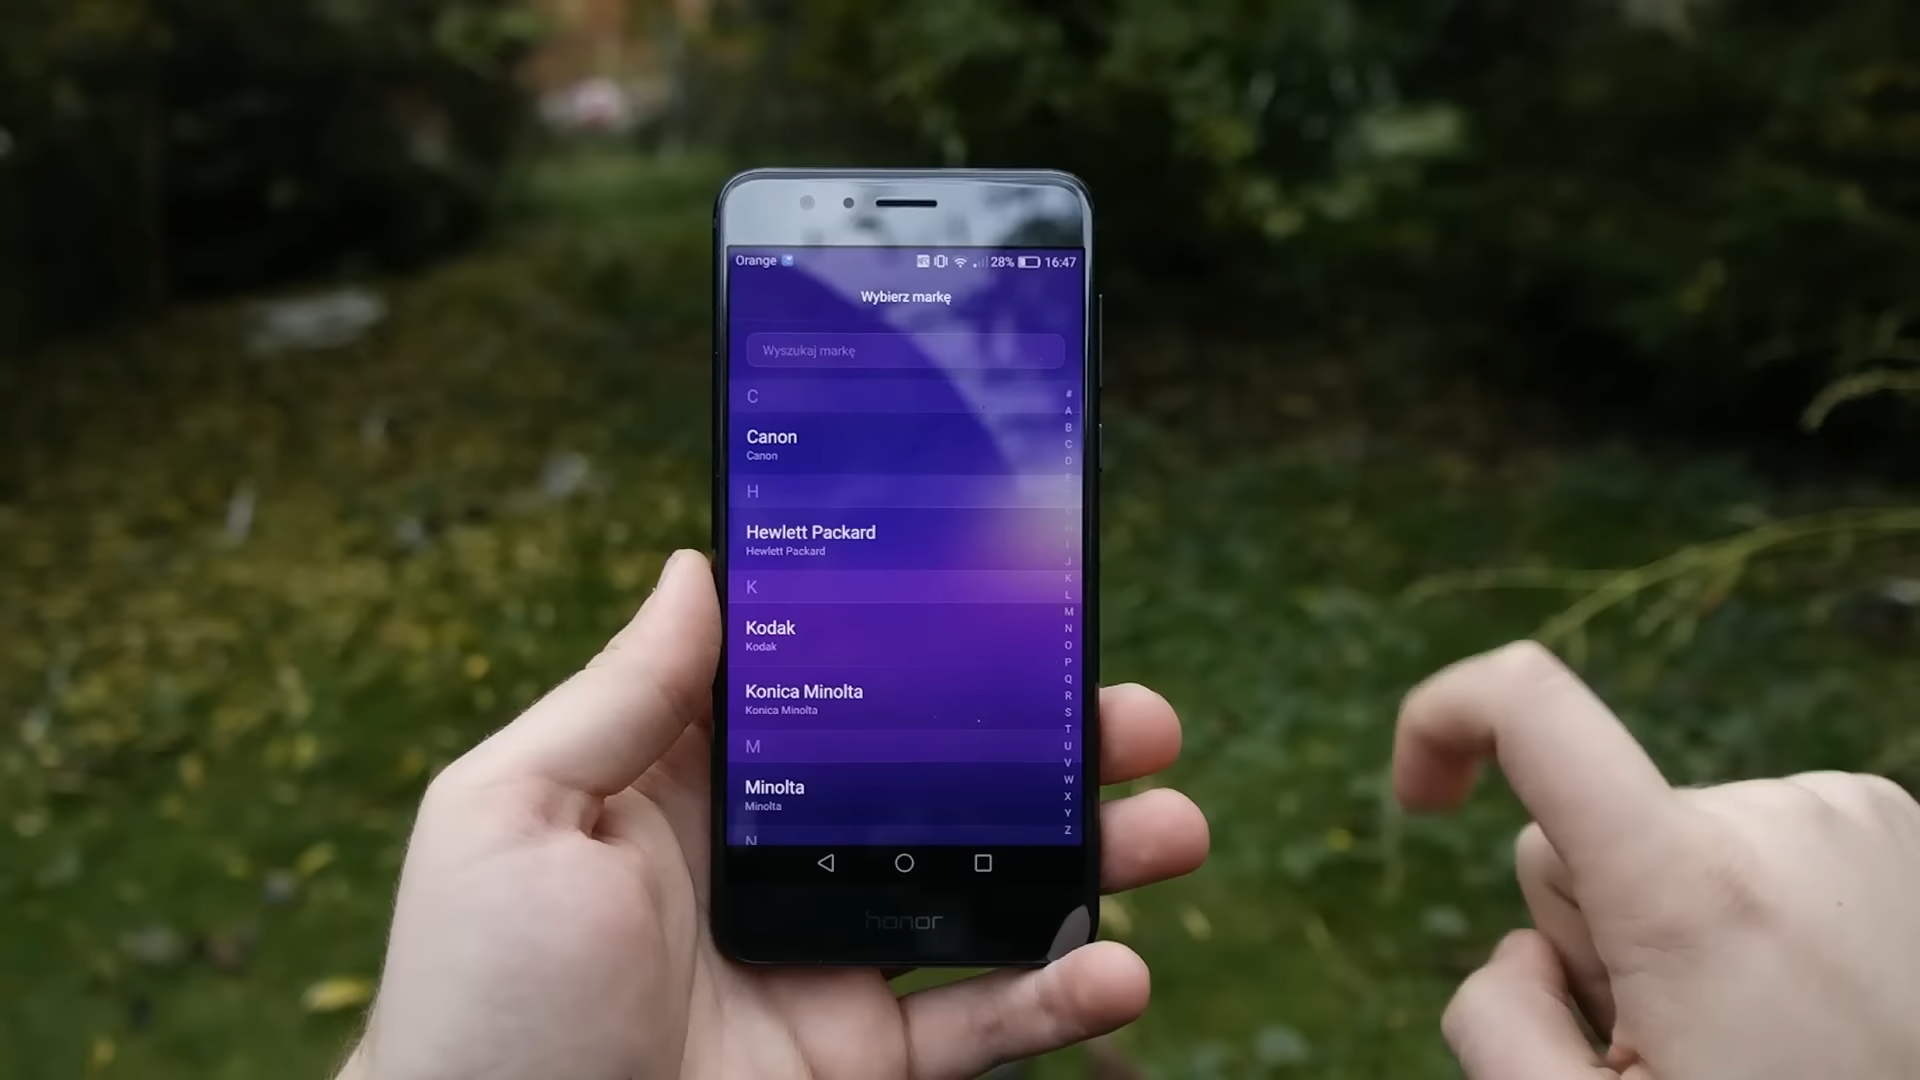 Orange 28% 16:47
Wybierz markę
Wyszukaj markę
C
Canon
Canon
H
Hewlett Packard
Hewlett Packard
K
Kodak
Kodak
Konica Minolta
Konica Minolta
M
Minolta
Minolta
N
#
A
B
C
D
E
H
I
J
K
L
M
N
O
P
Q
R
S
T
U
V
W
X
Y
Z
honor